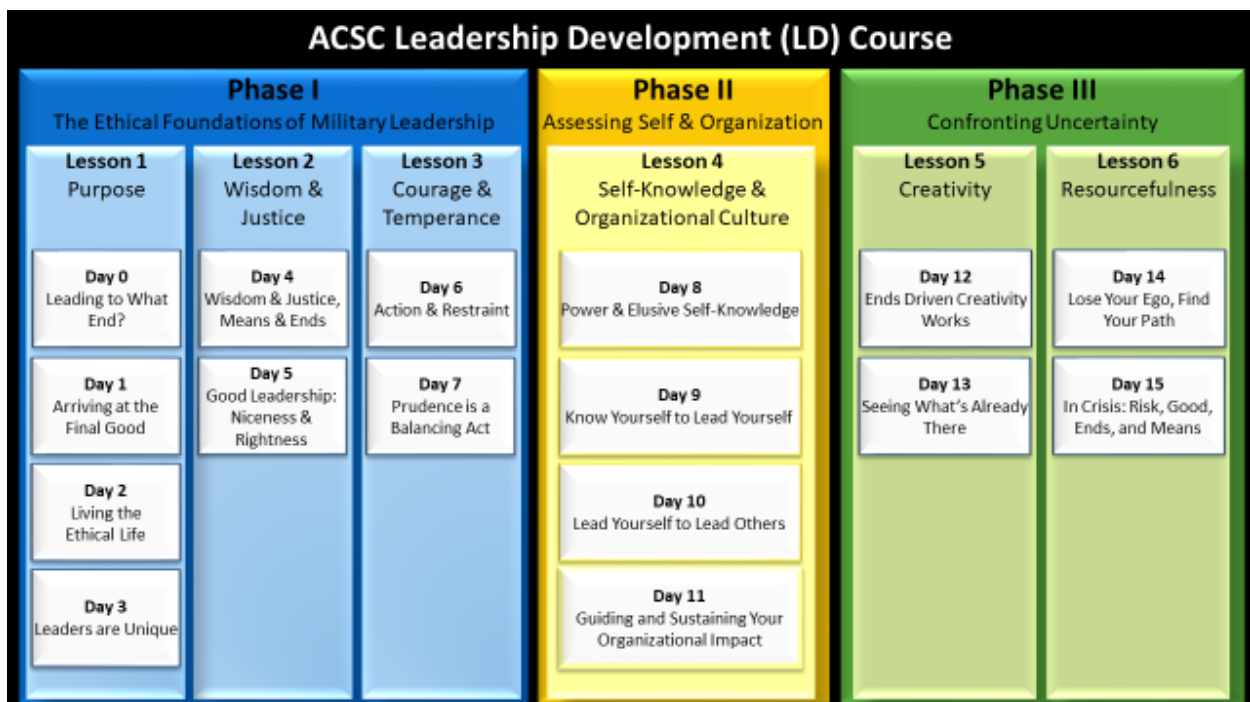 ACSC Leadership Development (LD) Course
Phase I
The Ethical Foundations of Military Leadership
Lesson 1
Purpose
Day 0
Leading to What
End?
Day 1
Arriving at the
Final Good
Day 2
Living the
Ethical Life
Day 3
Leaders are Unique
Lesson 2
Wisdom &
Justice
Day 4
Wisdom & Justice,
Means & Ends
Day 5
Good Leadership:
Niceness &
Rightness
Lesson 3
Courage &
Temperance
Day 6
Action & Restraint
Day 7
Prudence is a
Balancing Act
Phase II
Assessing Self & Organization
Lesson 4
Self-Knowledge &
Organizational Culture
Day 8
Power & Elusive Self-Knowledge
Day 9
Know Yourself to Lead Yourself
Day 10
Lead Yourself to Lead Others
Day 11
Guiding and Sustaining Your
Organizational Impact
Phase III
Confronting Uncertainty
Lesson 5
Creativity
Day 12
Ends Driven Creativity
Works
Day 13
Seeing What's Already
There
Lesson 6
Resourcefulness
Day 14
Lose Your Ego, Find
Your Path
Day 15
In Crisis: Risk, Good,
Ends, and Means